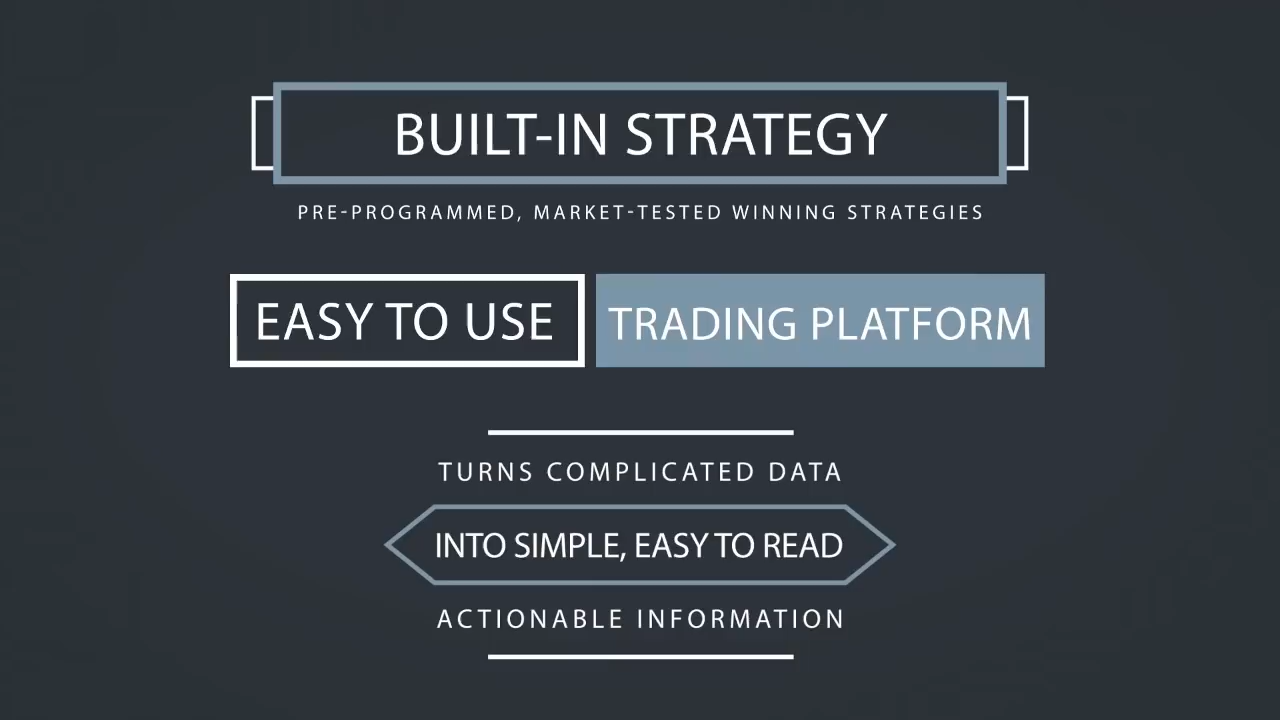 BUILT-IN STRATEGY
PRE-PROGRAMMED, MARKET-TESTED WINNING STRATEGIES
EASY TO USE TRADING PLATFORM
TURNS COMPLICATED DATA
INTO SIMPLE, EASY TO READ
ACTIONABLE INFORMATION